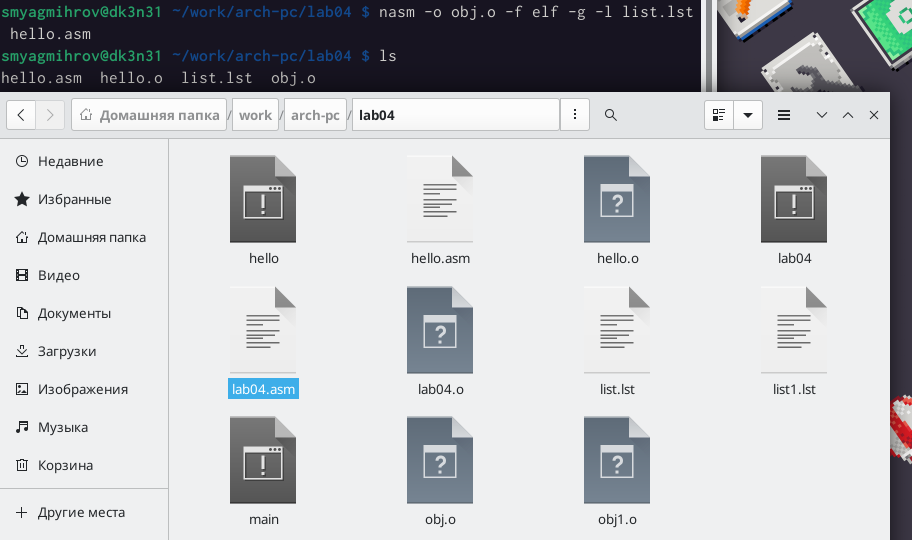 smyagmihrov@dk3n31 ~/work/arch-pc/lab04 $ nasm -o obj.o -f elf -g -l list.lst
hello.asm
smyagmihrov@dk3n31 ~/work/arch-pc/lab04 $ ls
hello.asm  hello.o  list.lst  obj.o
Домашняя папка / work / arch-pc / lab04
Недавние
Избранные
Домашняя папка
Видео
Документы
Загрузки
Изображения
Музыка
Корзина
Другие места
hello hello.asm hello.o lab04
lab04.asm lab04.o list.lst list1.lst
main obj.o obj1.o